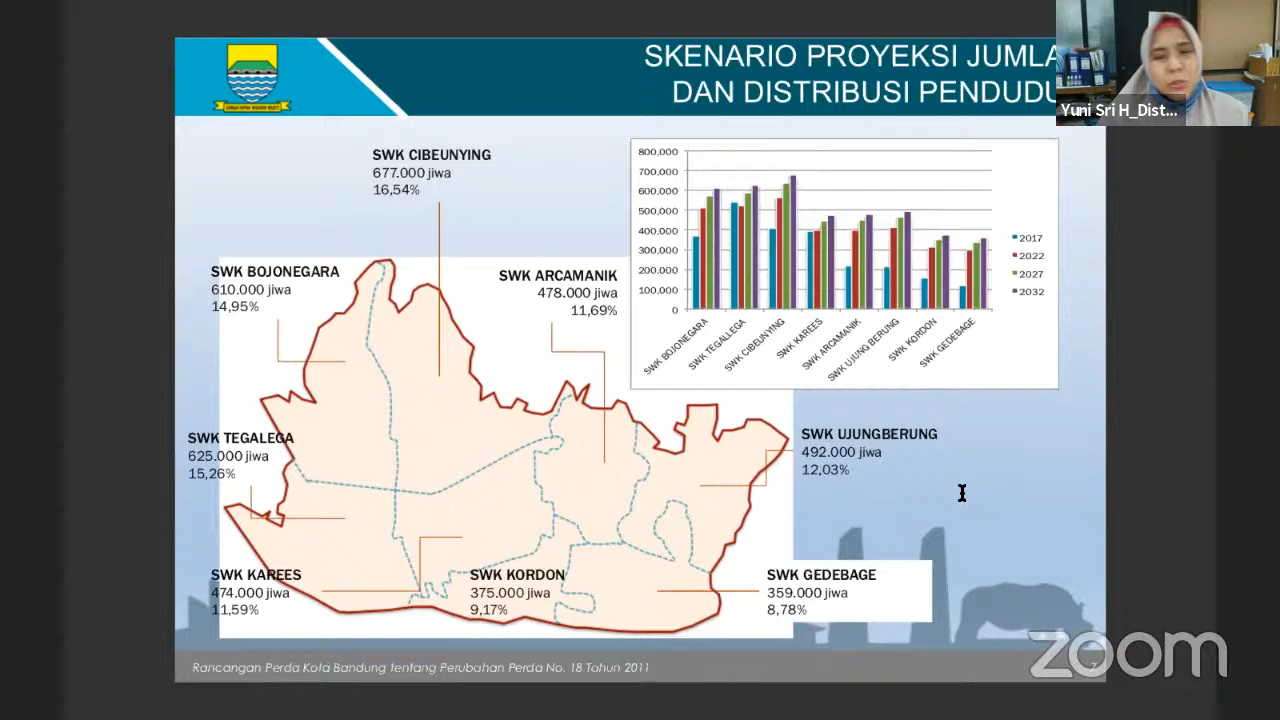 SKENARIO PROYEKSI JUMLA
DAN DISTRIBUSI PENDUDU
Yuni Sri H_Dist...
SWK CIBEUNYING
677.000 jiwa
16,54%
SWK BOJONEGARA
610.000 jiwa
14,95%
SWK ARCAMANIK
478.000 jiwa
11,69%
800,000
700,000
600,000
500,000
400,000
300,000
200,000
100,000
0
SWK BOJONEGARA
SWK TEGALLEGA
SWK CIBEUNYING
SWK KAREES
SWK ARCAMANIK
SWK UJUNG BERUNG
SWK KORDON
SWK GEDEBAGE
2017
2022
2027
2032
SWK TEGALEGA
625.000 jiwa
15,26%
SWK UJUNGBERUNG
492.000 jiwa
12,03%
SWK KAREES
474.000 jiwa
11,59%
SWK KORDON
375.000 jiwa
9,17%
SWK GEDEBAGE
359.000 jiwa
8,78%
Rancangan Perda Kota Bandung tentang Perubahan Perda No. 18 Tahun 2011
7
zoom